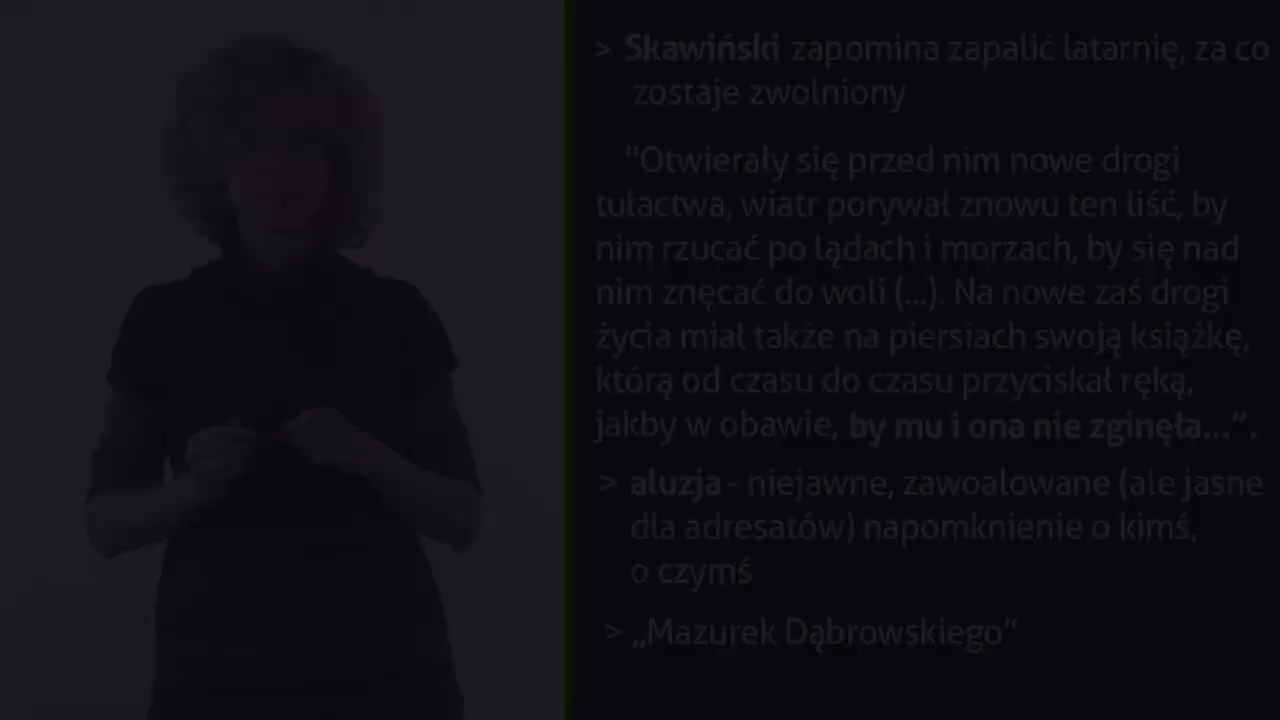 > Skawiński zapomina zapalić latarnię, za co
zostaje zwolniony
"Otwierały się przed nim nowe drogi
tułactwa, wiatr porywał znowu ten liść, by
nim rzucać po lądach i morzach, by się nad
nim znęcać do woli (...). Na nowe zaś drogi
życia miał także na piersiach swoją książkę,
którą od czasu do czasu przyciskał ręką,
jakby w obawie, by mu i ona nie zginęła...”.
> aluzja - niejawne, zawoalowane (ale jasne
dla adresatów) napomknienie o kimś,
o czymś
> „Mazurek Dąbrowskiego”